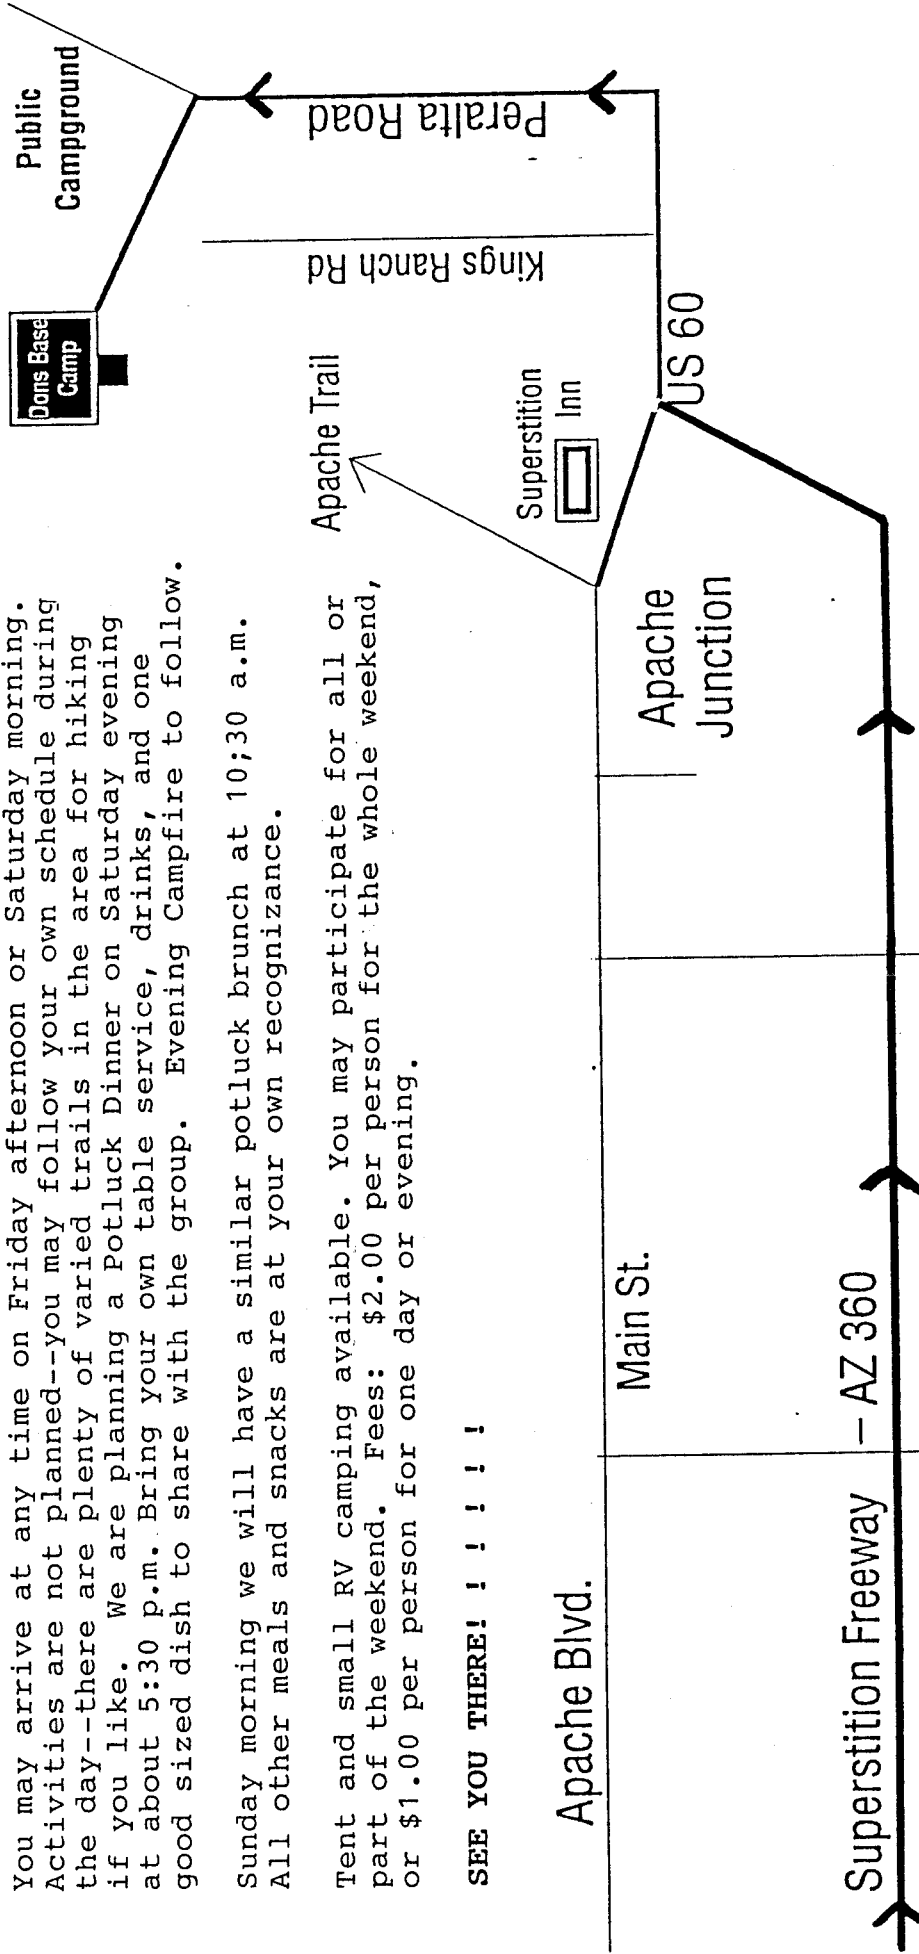 You may arrive at any time on Friday afternoon or Saturday morning.
Activities are not planned--you may follow your own schedule during
the day--there are plenty of varied trails in the area for hiking
if you like. We are planning a Potluck Dinner on Saturday evening
at about 5:30 p.m. Bring your own table service, drinks, and one
good sized dish to share with the group. Evening Campfire to follow.
Sunday morning we will have a similar potluck brunch at 10;30 a.m.
All other meals and snacks are at your own recognizance.
Tent and small RV camping available. You may participate for all or
part of the weekend. Fees: $2.00 per person for the whole weekend,
or $1.00 per person for one day or evening.
SEE YOU THERE! ! ! ! ! !
Dons Base
Camp
Public
Campground
Apache Trail
Kings Ranch Rd
Peralta Road
Superstition
Inn
US 60
Apache Blvd.
Main St.
Apache
Junction
Superstition Freeway – AZ 360